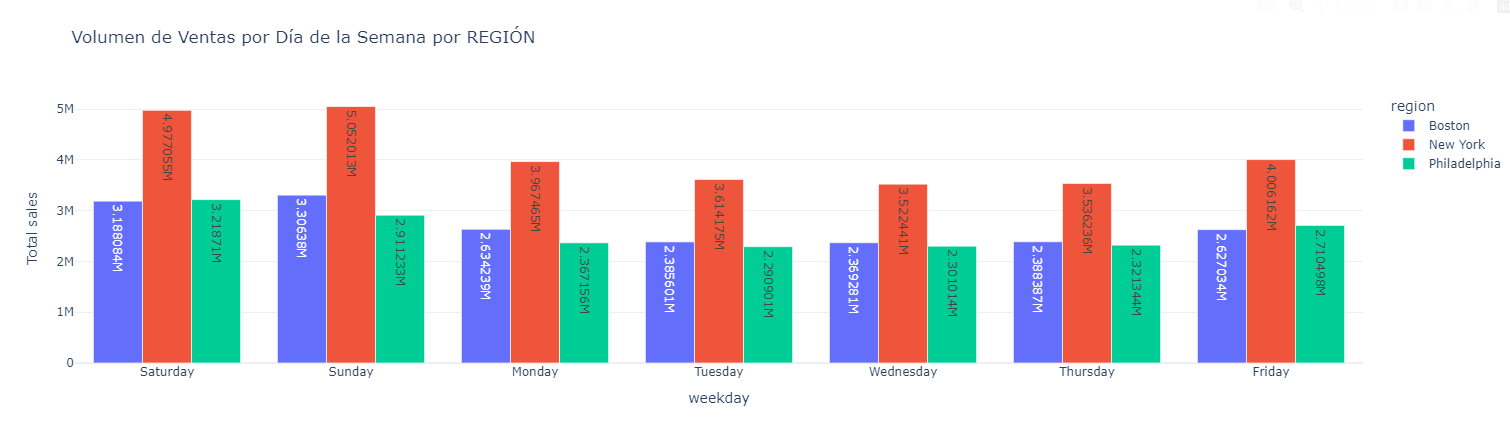 Volumen de Ventas por Día de la Semana por REGIÓN
Total sales
5M
4M
3M
2M
1M
0
3.188084M
4.977055M
3.21871M
3.30638M
5.052013M
2.911233M
2.634239M
3.967465M
2.367156M
2.385601M
3.614175M
2.290901M
2.369281M
3.522441M
2.301014M
2.388387M
3.536236M
2.321344M
2.627034M
4.006162M
2.710498M
Saturday
Sunday
Monday
Tuesday
Wednesday
Thursday
Friday
weekday
region
Boston
New York
Philadelphia